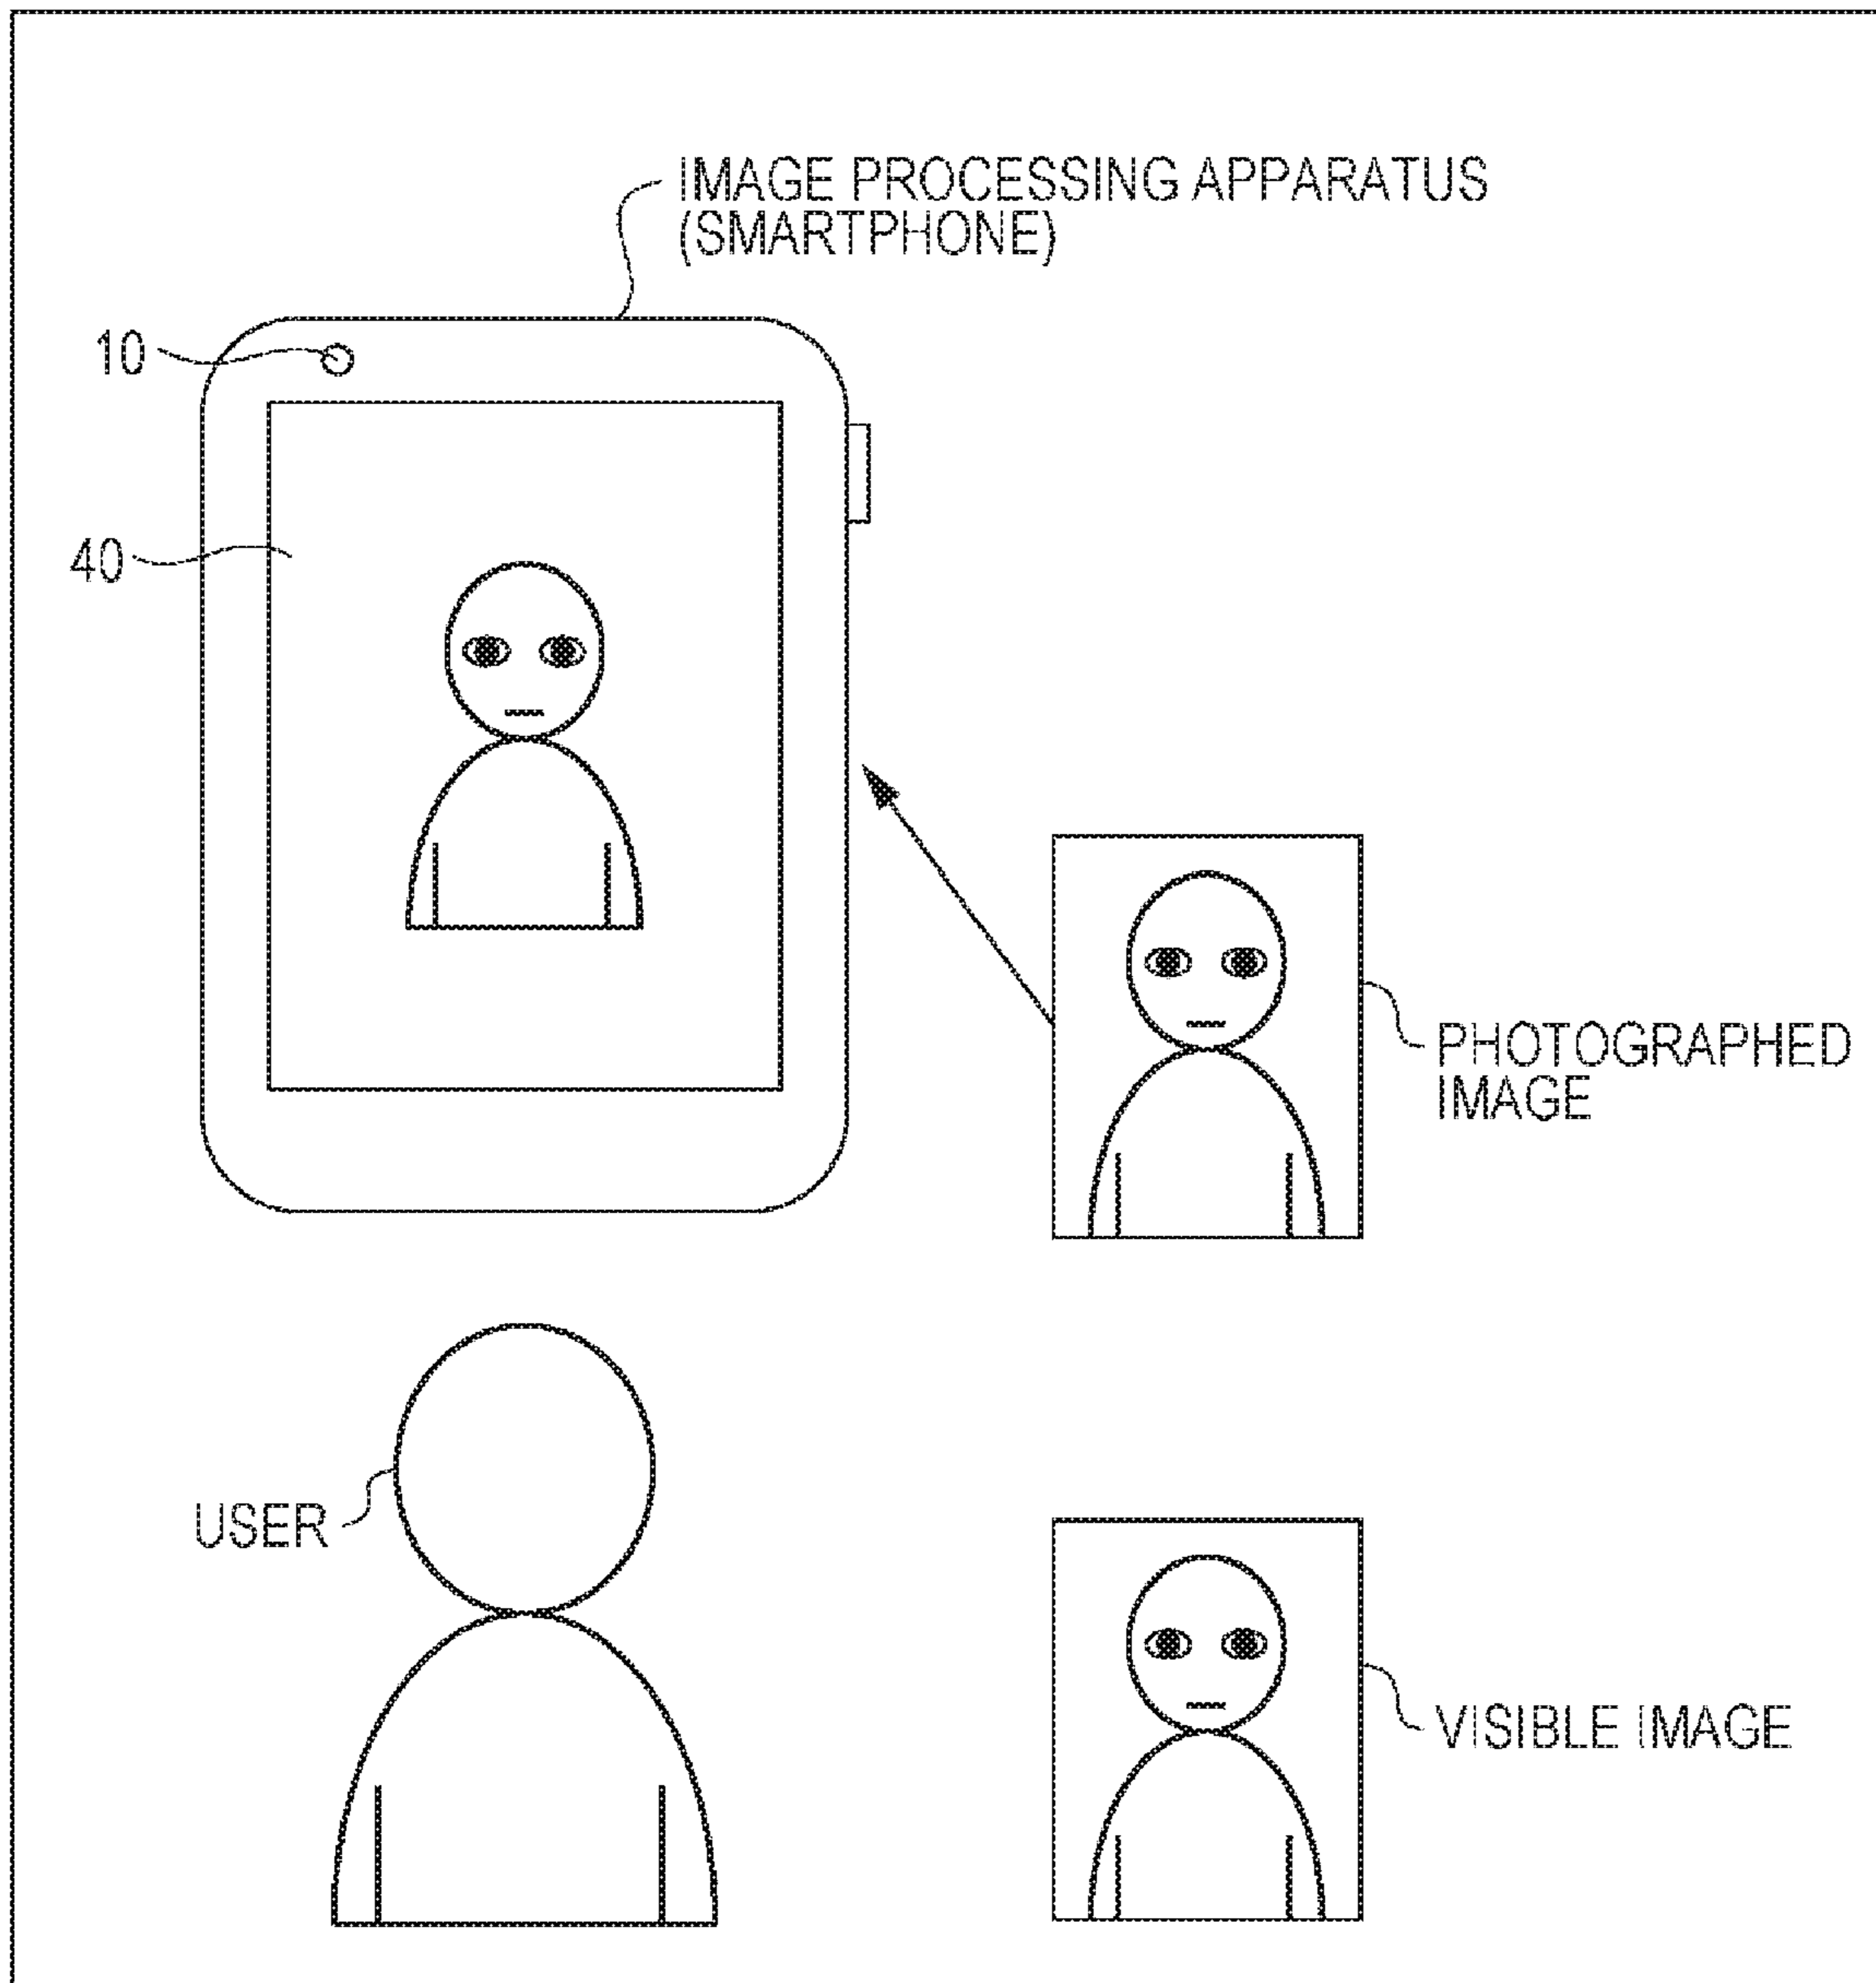 IMAGE PROCESSING APPARATUS
(SMARTPHONE)
10
40
PHOTOGRAPHED
IMAGE
USER
VISIBLE IMAGE